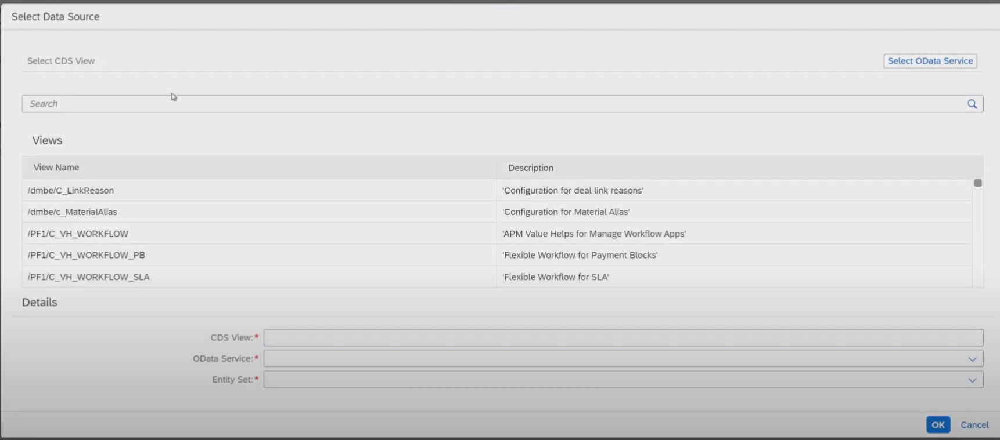 Select Data Source
Select CDS View
Select OData Service
Search
Views
View Name
Description
/dmbe/C_LinkReason
'Configuration for deal link reasons'
/dmbe/c_MaterialAlias
'Configuration for Material Alias'
/PF1/C_VH_WORKFLOW
'APM Value Helps for Manage Workflow Apps'
/PF1/C_VH_WORKFLOW_PB
'Flexible Workflow for Payment Blocks'
/PF1/C_VH_WORKFLOW_SLA
'Flexible Workflow for SLA'
Details
CDS View:*
OData Service:*
Entity Set:*
OK
Cancel